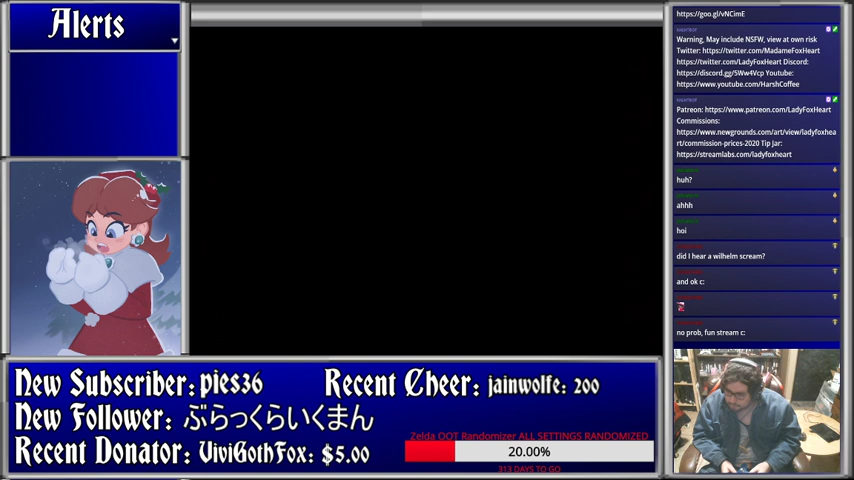 Alerts
https://goo.gl/vNCimE
Warning, May include NSFW, view at own risk
Twitter: https://twitter.com/MadameFoxHeart
https://twitter.com/LadyFoxHeart Discord:
https://discord.gg/5Ww4Vcp Youtube:
https://www.youtube.com/HarshCoffee
Patreon: https://www.patreon.com/LadyFoxHeart
Commissions:
https://www.newgrounds.com/art/view/ladyfoxhea
rt/commission-prices-2020 Tip Jar:
https://streamlabs.com/ladyfoxheart
huh?
ahhh
hoi
did I hear a wilhelm scream?
and ok c:
no prob, fun stream c:
New Subscriber: pies36
Recent Cheer: jainwolfe: 200
New Follower: ぶらっくらいくまん
Recent Donator: ViviGothFox: $5.00
Zelda OOT Randomizer ALL SETTINGS RANDOMIZED
20.00%
313 DAYS TO GO